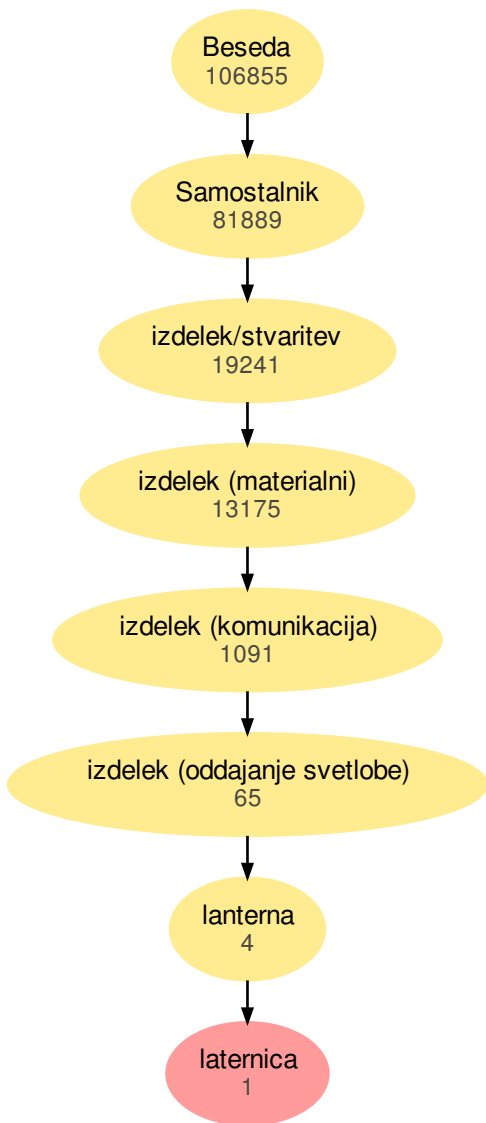 Beseda
106855
Samostalnik
81889
izdelek/stvaritev
19241
izdelek (materialni)
13175
izdelek (komunikacija)
1091
izdelek (oddajanje svetlobe)
65
lanterna
4
laternica
1